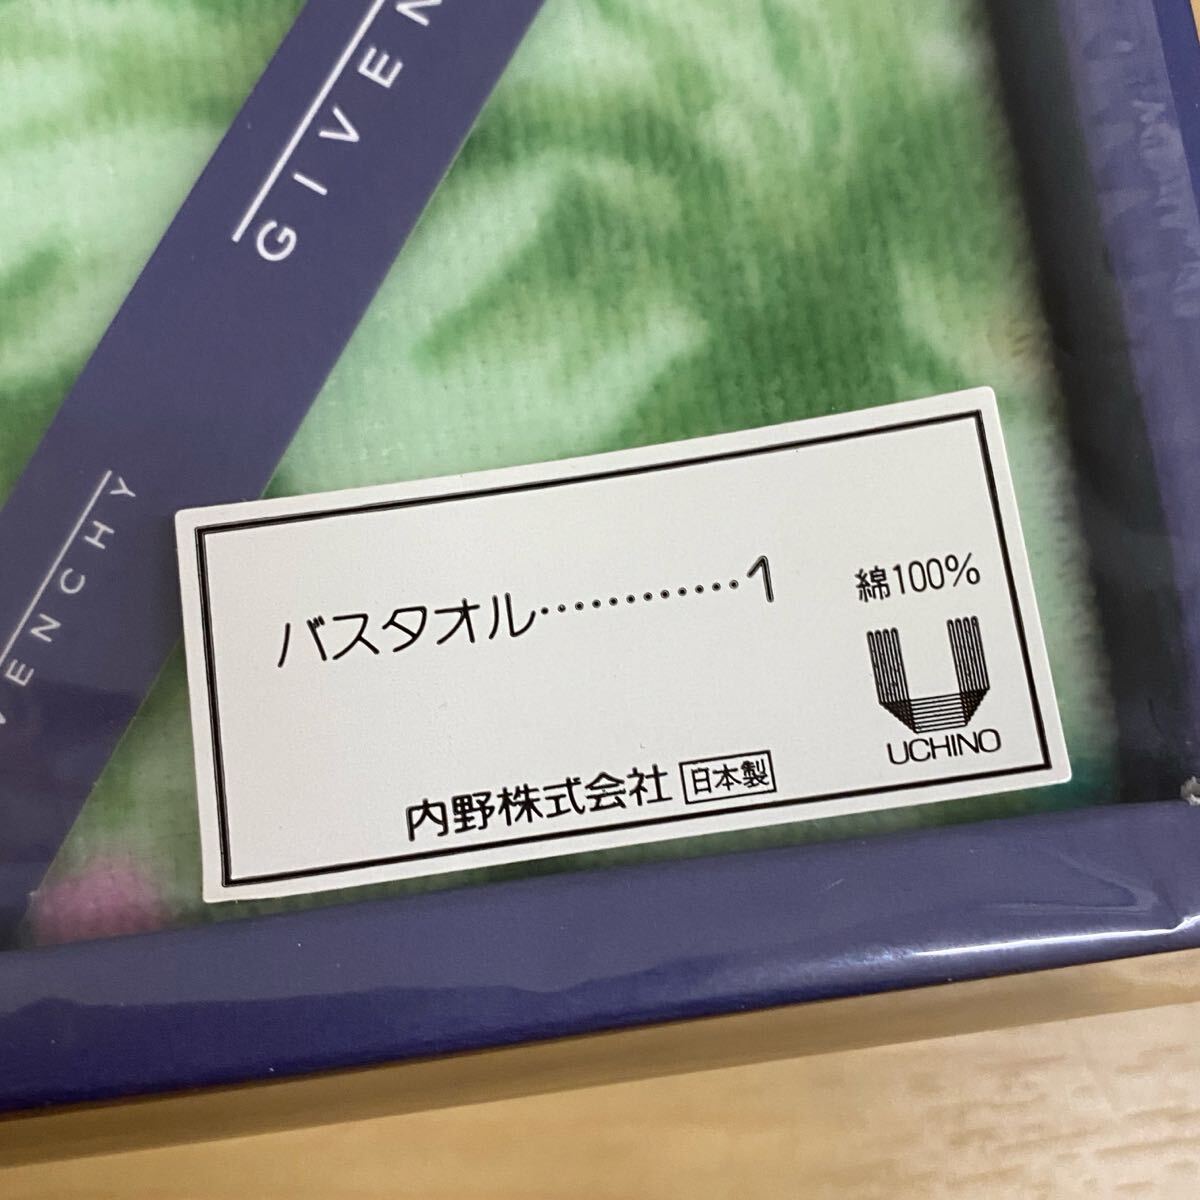 GIVEN
VENCHY
バスタオル…………1
綿100%
UCHINO
内野株式会社 日本製